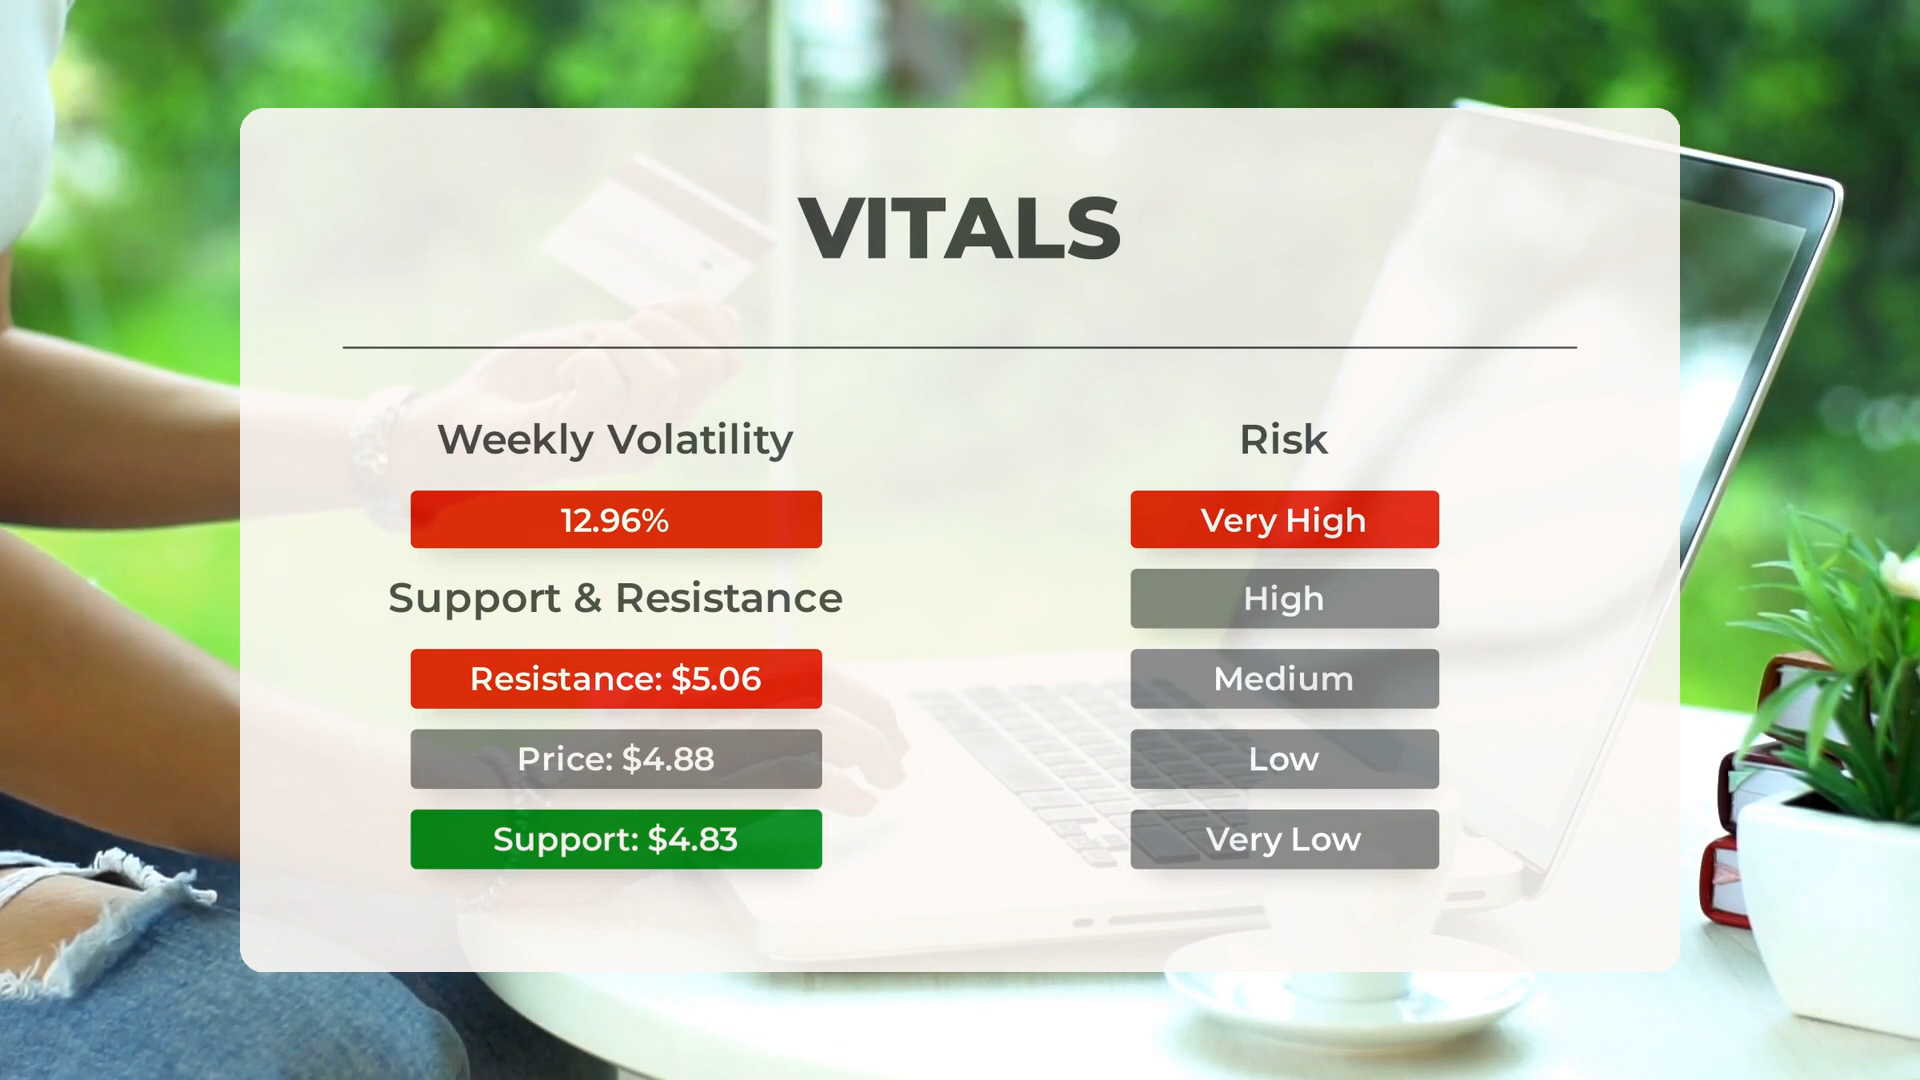 VITALS
Weekly Volatility
12.96%
Support & Resistance
Resistance: $5.06
Price: $4.88
Support: $4.83
Risk
Very High
High
Medium
Low
Very Low